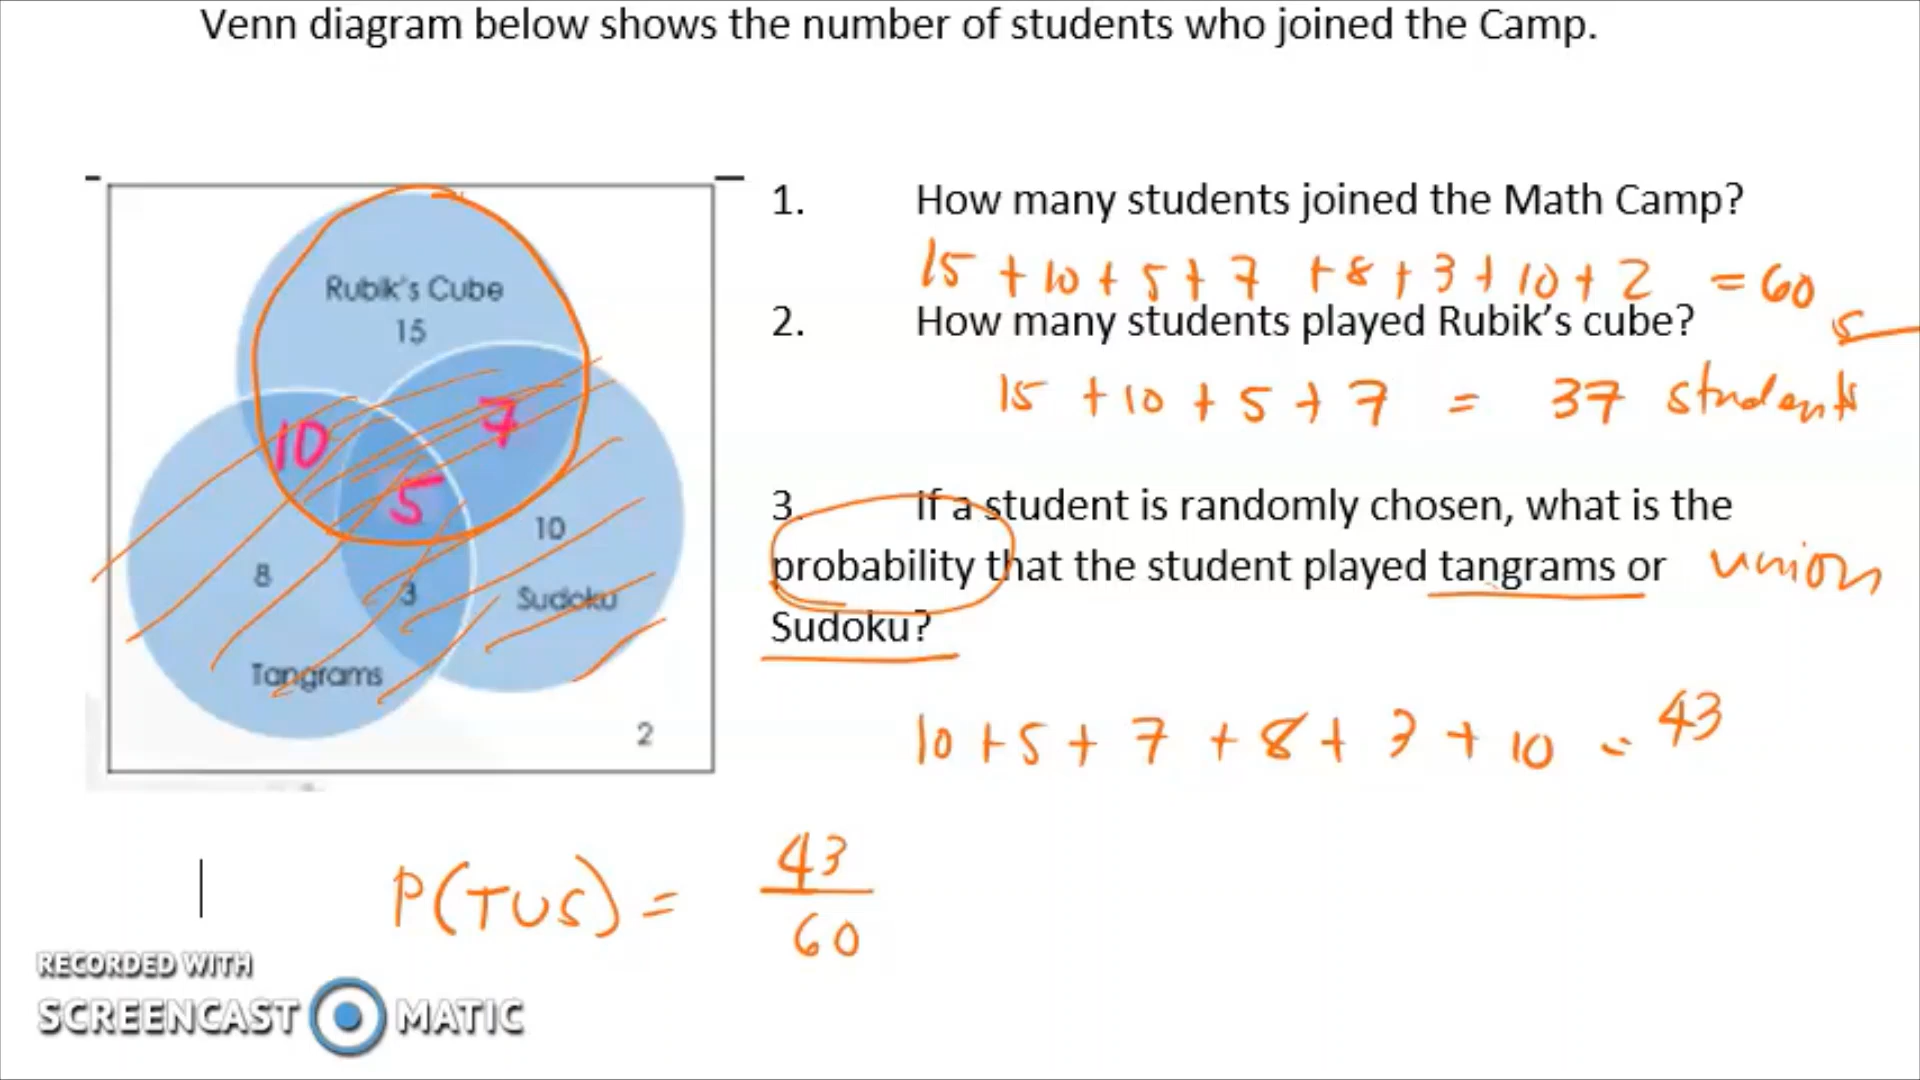 Venn diagram below shows the number of students who joined the Camp.
Rubik's Cube
15
10
7
5
10
8
3
Sudoku
Tangrams
2
1. How many students joined the Math Camp?
15 + 10 + 5 + 7 + 8 + 3 + 10 + 2 = 60
2. How many students played Rubik's cube?
15 + 10 + 5 + 7 = 37 students
3. If a student is randomly chosen, what is the
probability that the student played tangrams or union
Sudoku?
10 + 5 + 7 + 8 + 3 + 10 = 43
P(TUS) = 43
60
RECORDED WITH
SCREENCAST MATIC